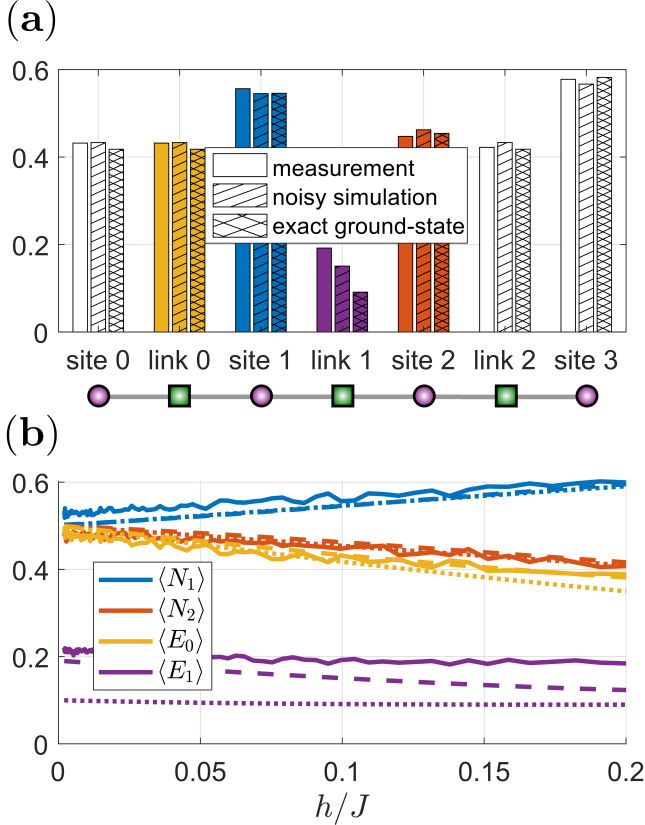 (a)
0.6
0.4
0.2
0
measurement
noisy simulation
exact ground-state
site 0 link 0 site 1 link 1 site 2 link 2 site 3
(b)
0.6
0.4
0.2
0
⟨N₁⟩
⟨N₂⟩
⟨E₀⟩
⟨E₁⟩
0 0.05 0.1 0.15 0.2
h/J